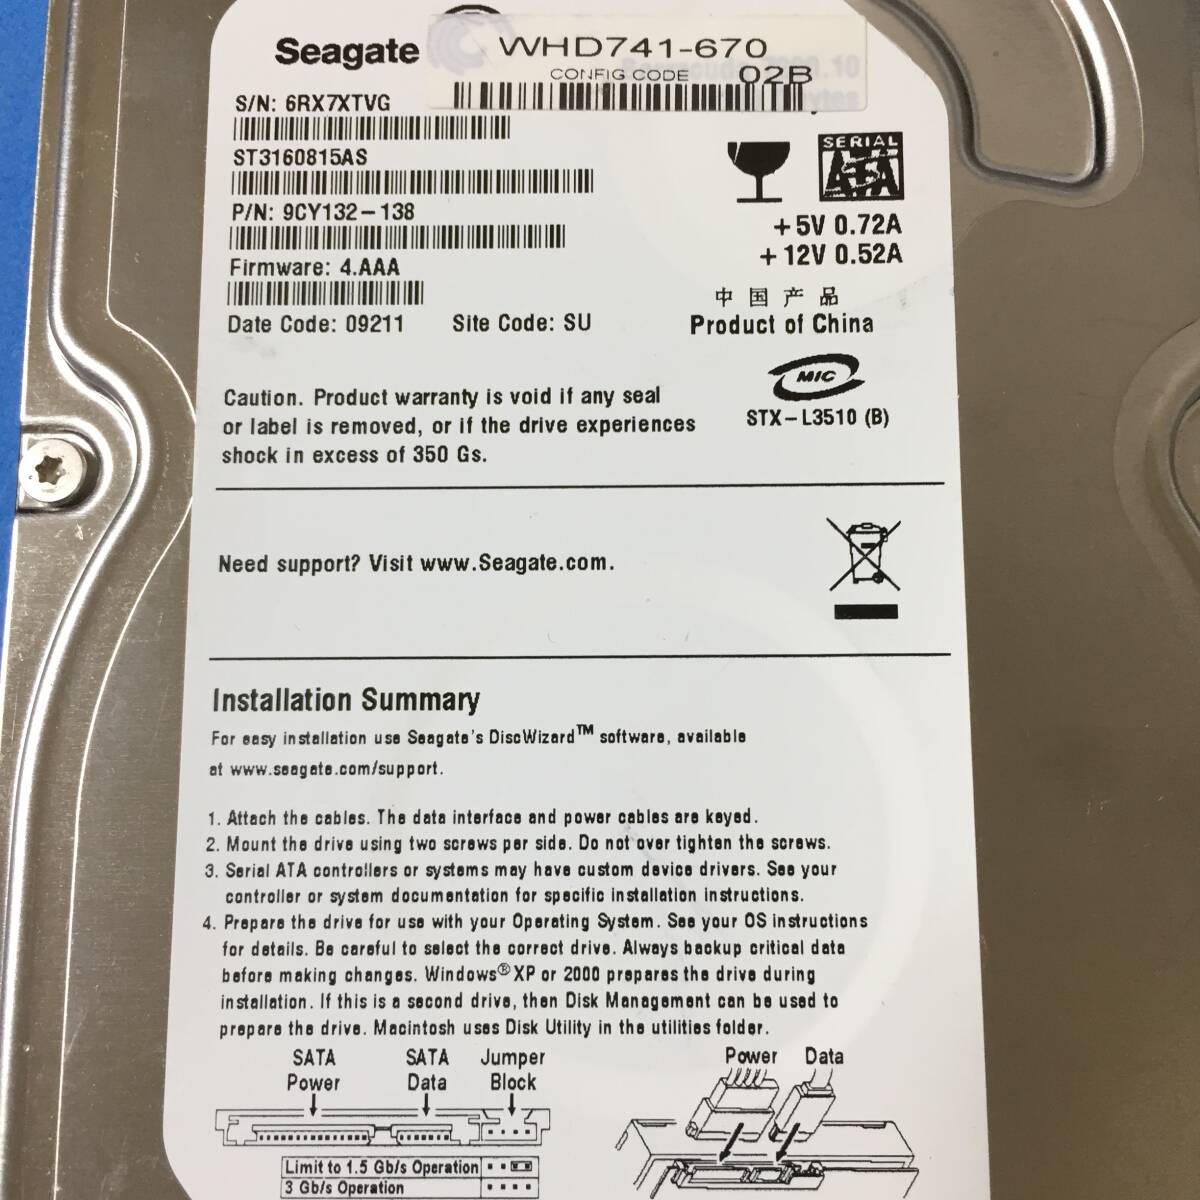 Seagate
WHD741-670
CONFIG CODE 02B
S/N: 6RX7XTVG
ST3160815AS
P/N: 9CY132-138
Firmware: 4.AAA
Date Code: 09211 Site Code: SU
SERIAL
ATA
+5V 0.72A
+12V 0.52A
中国产品
Product of China
MIC
STX-L3510 (B)
Caution. Product warranty is void if any seal
or label is removed, or if the drive experiences
shock in excess of 350 Gs.
Need support? Visit www.Seagate.com.
Installation Summary
For easy installation use Seagate's DiscWizard™ software, available
at www.seagate.com/support.
1. Attach the cables. The data interface and power cables are keyed.
2. Mount the drive using two screws per side. Do not over tighten the screws.
3. Serial ATA controllers or systems may have custom device drivers. See your
controller or system documentation for specific installation instructions.
4. Prepare the drive for use with your Operating System. See your OS instructions
for details. Be careful to select the correct drive. Always backup critical data
before making changes. Windows® XP or 2000 prepares the drive during
installation. If this is a second drive, then Disk Management can be used to
prepare the drive. Macintosh uses Disk Utility in the utilities folder.
SATA Power
SATA Data
Jumper Block
Power Data
Limit to 1.5 Gb/s Operation
3 Gb/s Operation